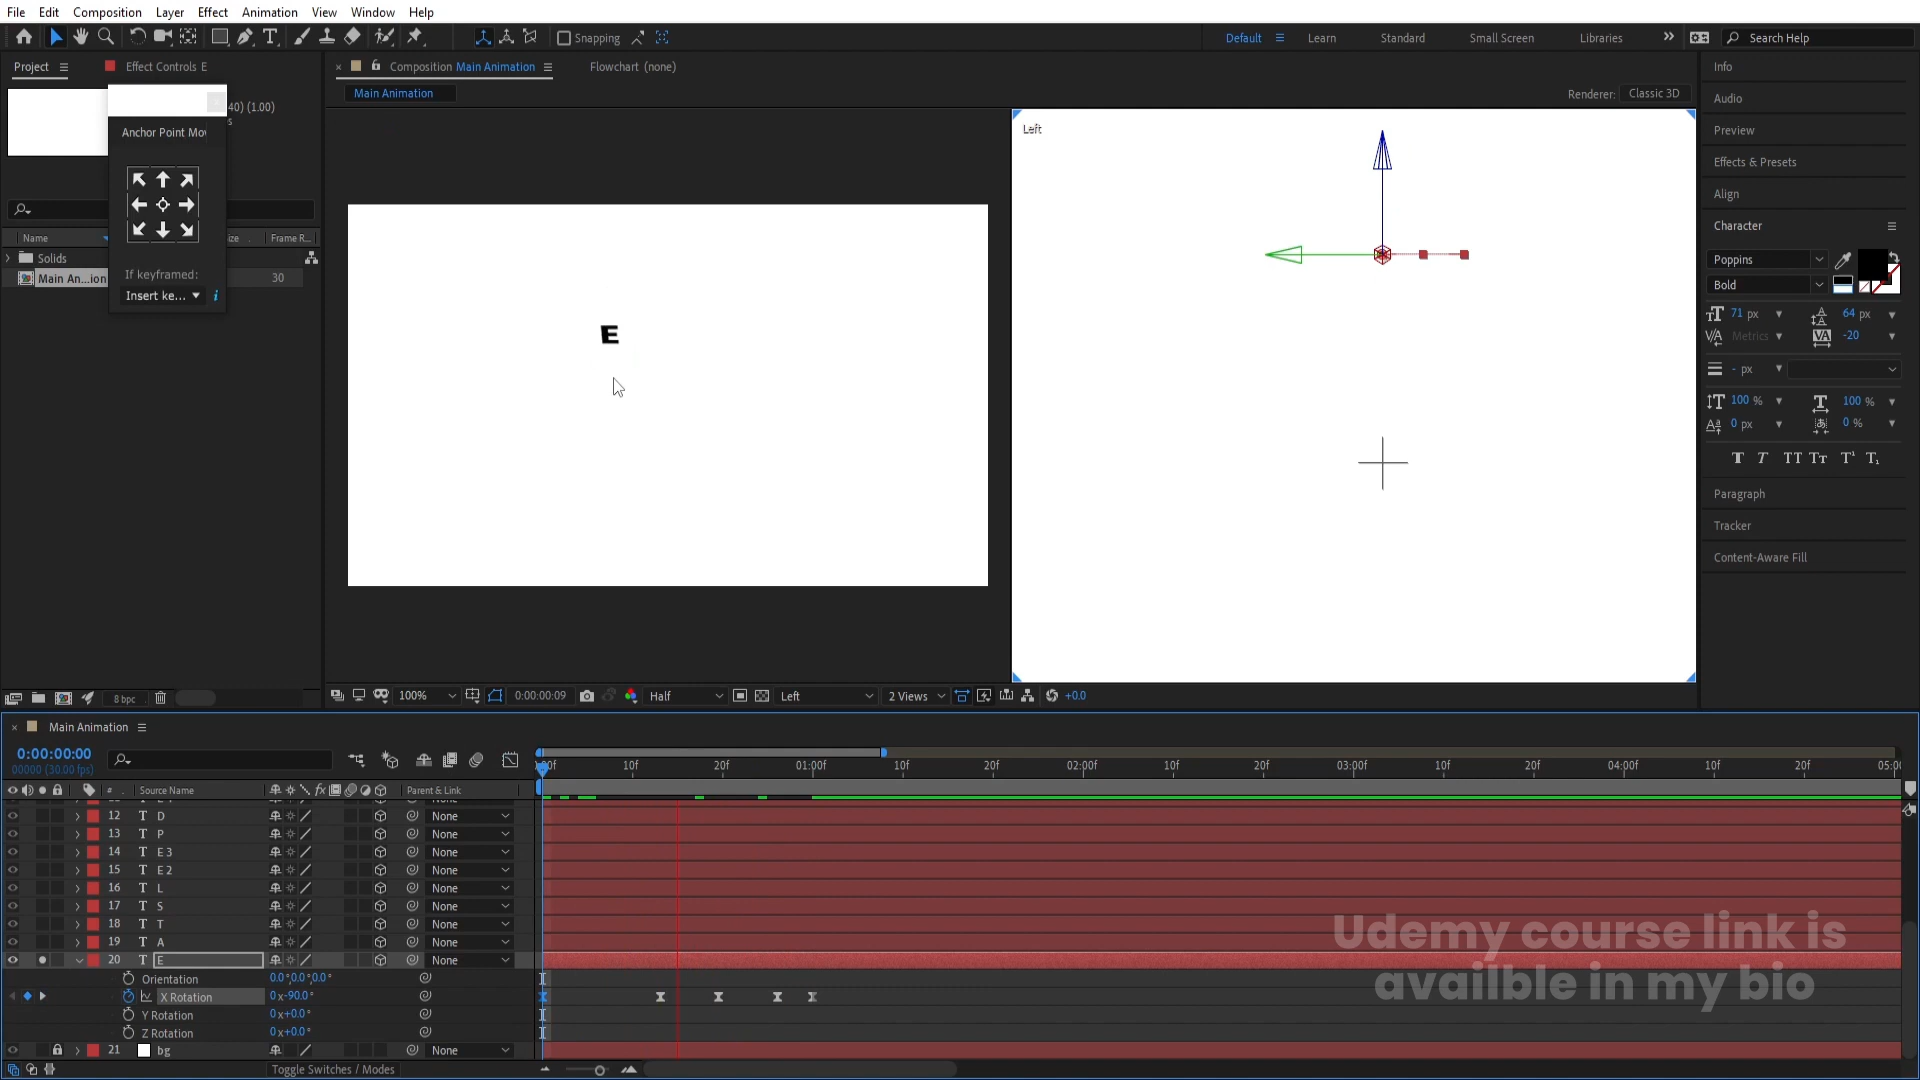 File Edit Composition Layer Effect Animation View Window Help
Snapping
Default Learn Standard Small Screen Libraries Search Help
Project Effect Controls E
Composition Main Animation Flowchart (none)
Main Animation
Renderer: Classic 3D
40) (1.00)
Anchor Point Mov
If keyframed:
Insert ke...
Name Frame R...
Solids
Main An...ion 30
8 bpc
E
Left
100% 0:00:00:09 Half Left 2 Views +0.0
Info
Audio
Preview
Effects & Presets
Align
Character
Poppins
Bold
71 px 64 px
Metrics -20
- px
100 % 100 %
0 px 0 %
Paragraph
Tracker
Content-Aware Fill
Main Animation
0:00:00:00
00000 (30.00 fps)
10f 20f 01:00f 10f 20f 02:00f 10f 20f 03:00f 10f 20f 04:00f 10f 20f 05:00
# Source Name Parent & Link
12 T D None
13 T P None
14 T E 3 None
15 T E 2 None
16 T L None
17 T S None
18 T T None
19 T A None
20 T E None
Orientation 0.0°,0.0°,0.0°
X Rotation 0x-90.0°
Y Rotation 0x+0.0°
Z Rotation 0x+0.0°
21 bg None
Toggle Switches / Modes
Udemy course link is
availble in my bio